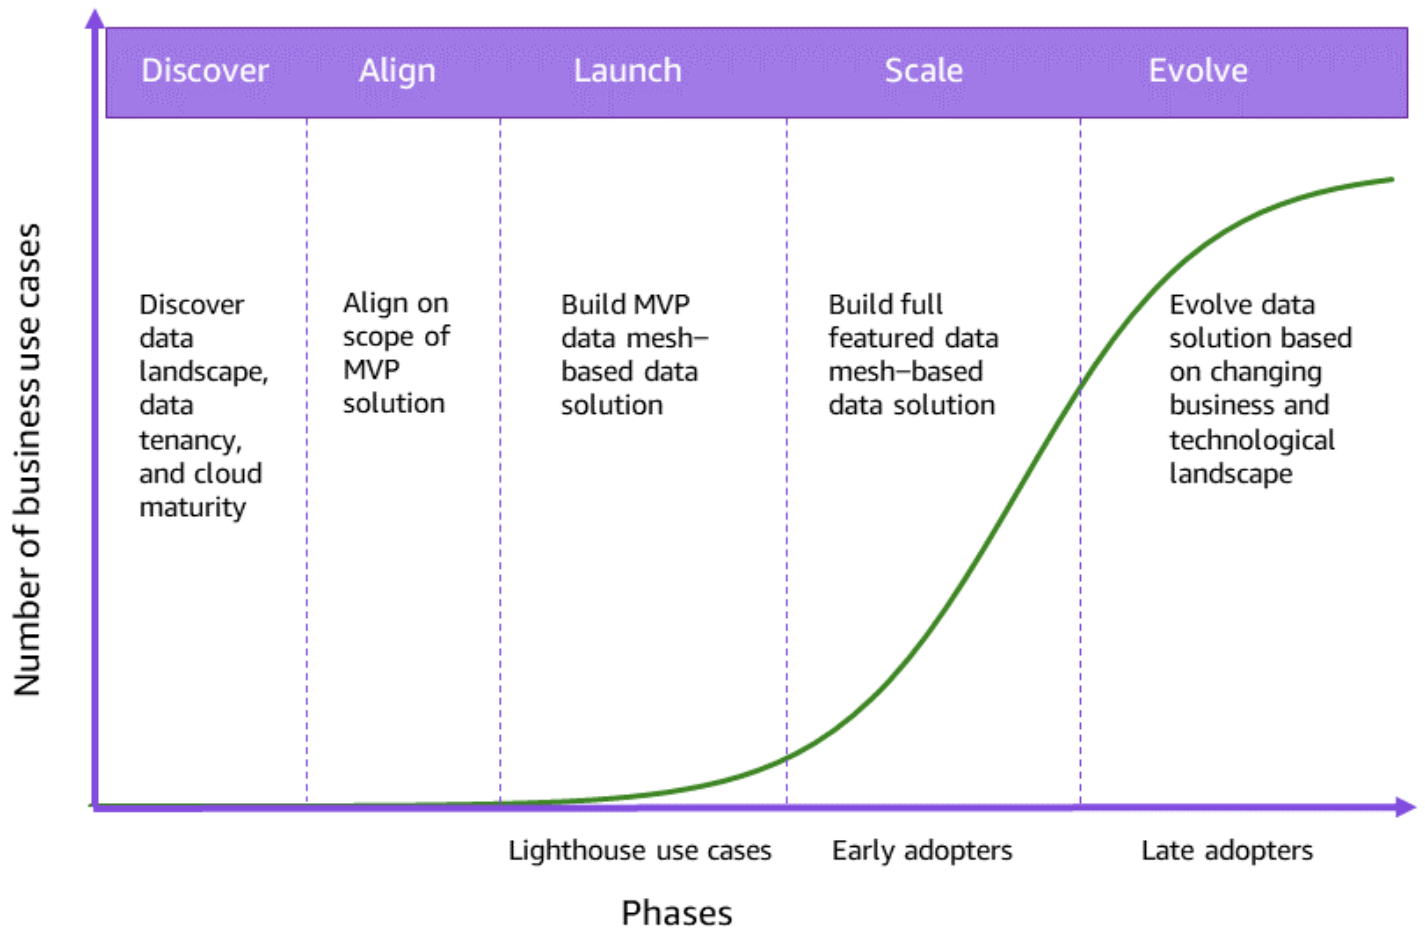 Discover Align Launch Scale Evolve
Number of business use cases
Discover
data
landscape,
data
tenancy,
and cloud
maturity
Align on
scope of
MVP
solution
Build MVP
data mesh–
based data
solution
Build full
featured data
mesh–based
data solution
Evolve data
solution based
on changing
business and
technological
landscape
Lighthouse use cases Early adopters Late adopters
Phases